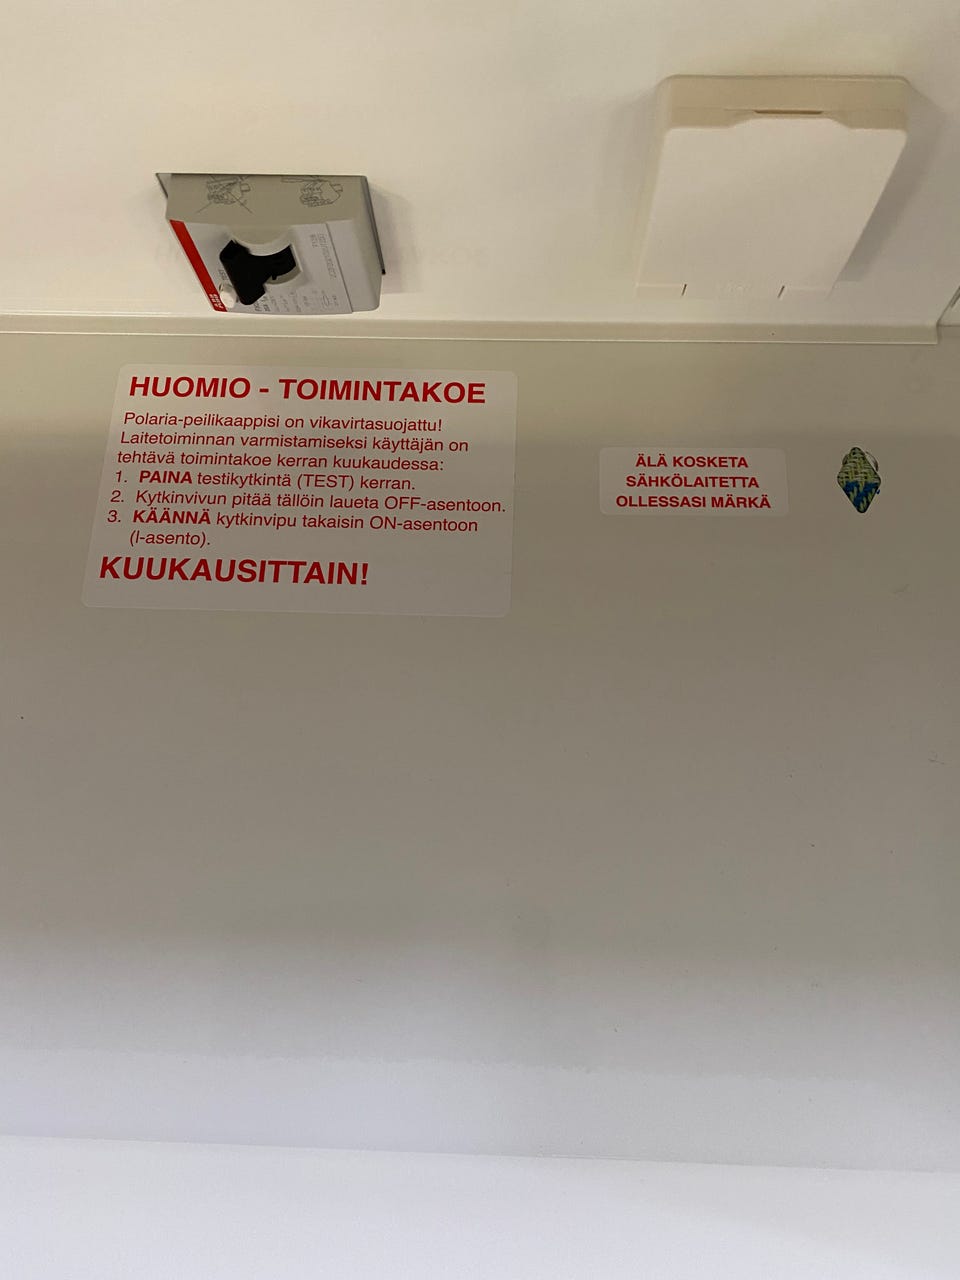 HUOMIO - TOIMINTAKOE
Polaria-peilikaappisi on vikavirtasuojattu!
Laitetoiminnan varmistamiseksi käyttäjän on
tehtävä toimintakoe kerran kuukaudessa:
1. PAINA testikytkintä (TEST) kerran.
2. Kytkinvivun pitää tällöin laueta OFF-asentoon.
3. KÄÄNNÄ kytkinvipu takaisin ON-asentoon
(I-asento).
KUUKAUSITTAIN!
ÄLÄ KOSKETA
SÄHKÖLAITETTA
OLLESSASI MÄRKÄ